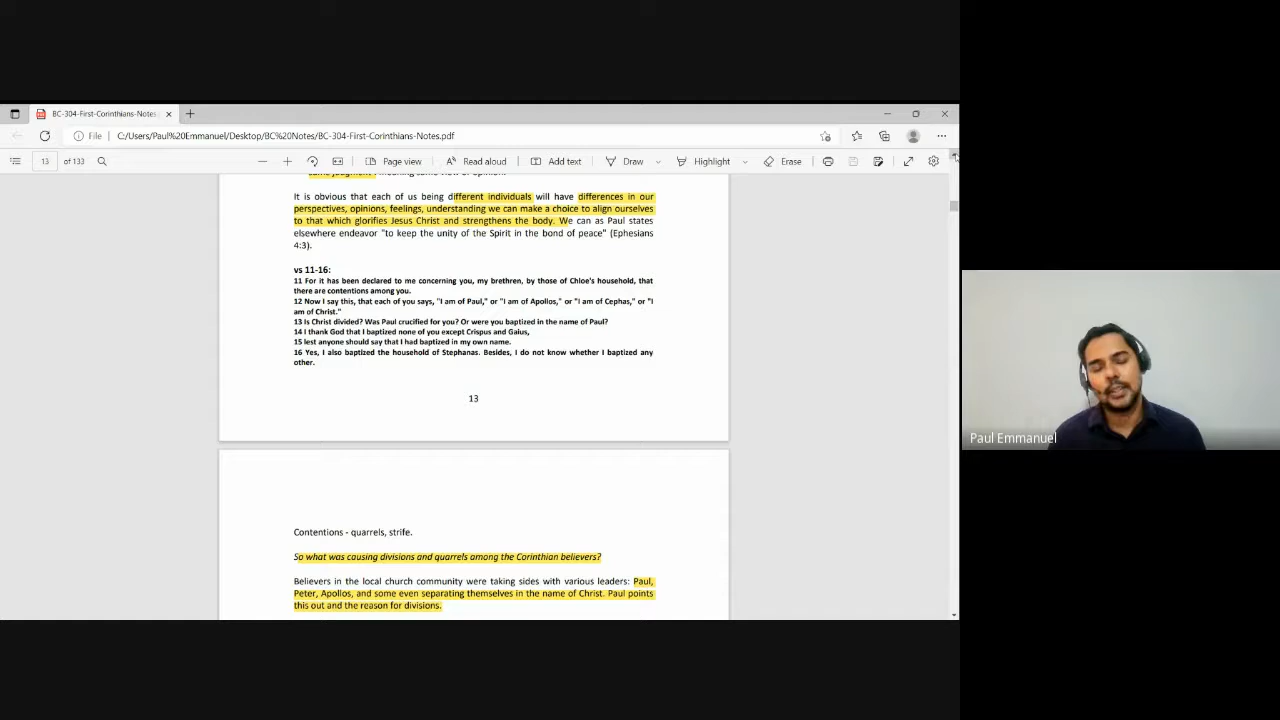 BC-304-First-Corinthians-Notes
File C:/Users/Paul%20Emmanuel/Desktop/BC%20Notes/BC-304-First-Corinthians-Notes.pdf
13 of 133 Page view Read aloud Add text Draw Highlight Erase
same judgment : meaning same view or opinion.
It is obvious that each of us being different individuals will have differences in our
perspectives, opinions, feelings, understanding we can make a choice to align ourselves
to that which glorifies Jesus Christ and strengthens the body. We can as Paul states
elsewhere endeavor "to keep the unity of the Spirit in the bond of peace" (Ephesians
4:3).
vs 11-16:
11 For it has been declared to me concerning you, my brethren, by those of Chloe's household, that
there are contentions among you.
12 Now I say this, that each of you says, "I am of Paul," or "I am of Apollos," or "I am of Cephas," or "I
am of Christ."
13 Is Christ divided? Was Paul crucified for you? Or were you baptized in the name of Paul?
14 I thank God that I baptized none of you except Crispus and Gaius,
15 lest anyone should say that I had baptized in my own name.
16 Yes, I also baptized the household of Stephanas. Besides, I do not know whether I baptized any
other.
13
Contentions - quarrels, strife.
So what was causing divisions and quarrels among the Corinthian believers?
Believers in the local church community were taking sides with various leaders: Paul,
Peter, Apollos, and some even separating themselves in the name of Christ. Paul points
this out and the reason for divisions.
Paul Emmanuel